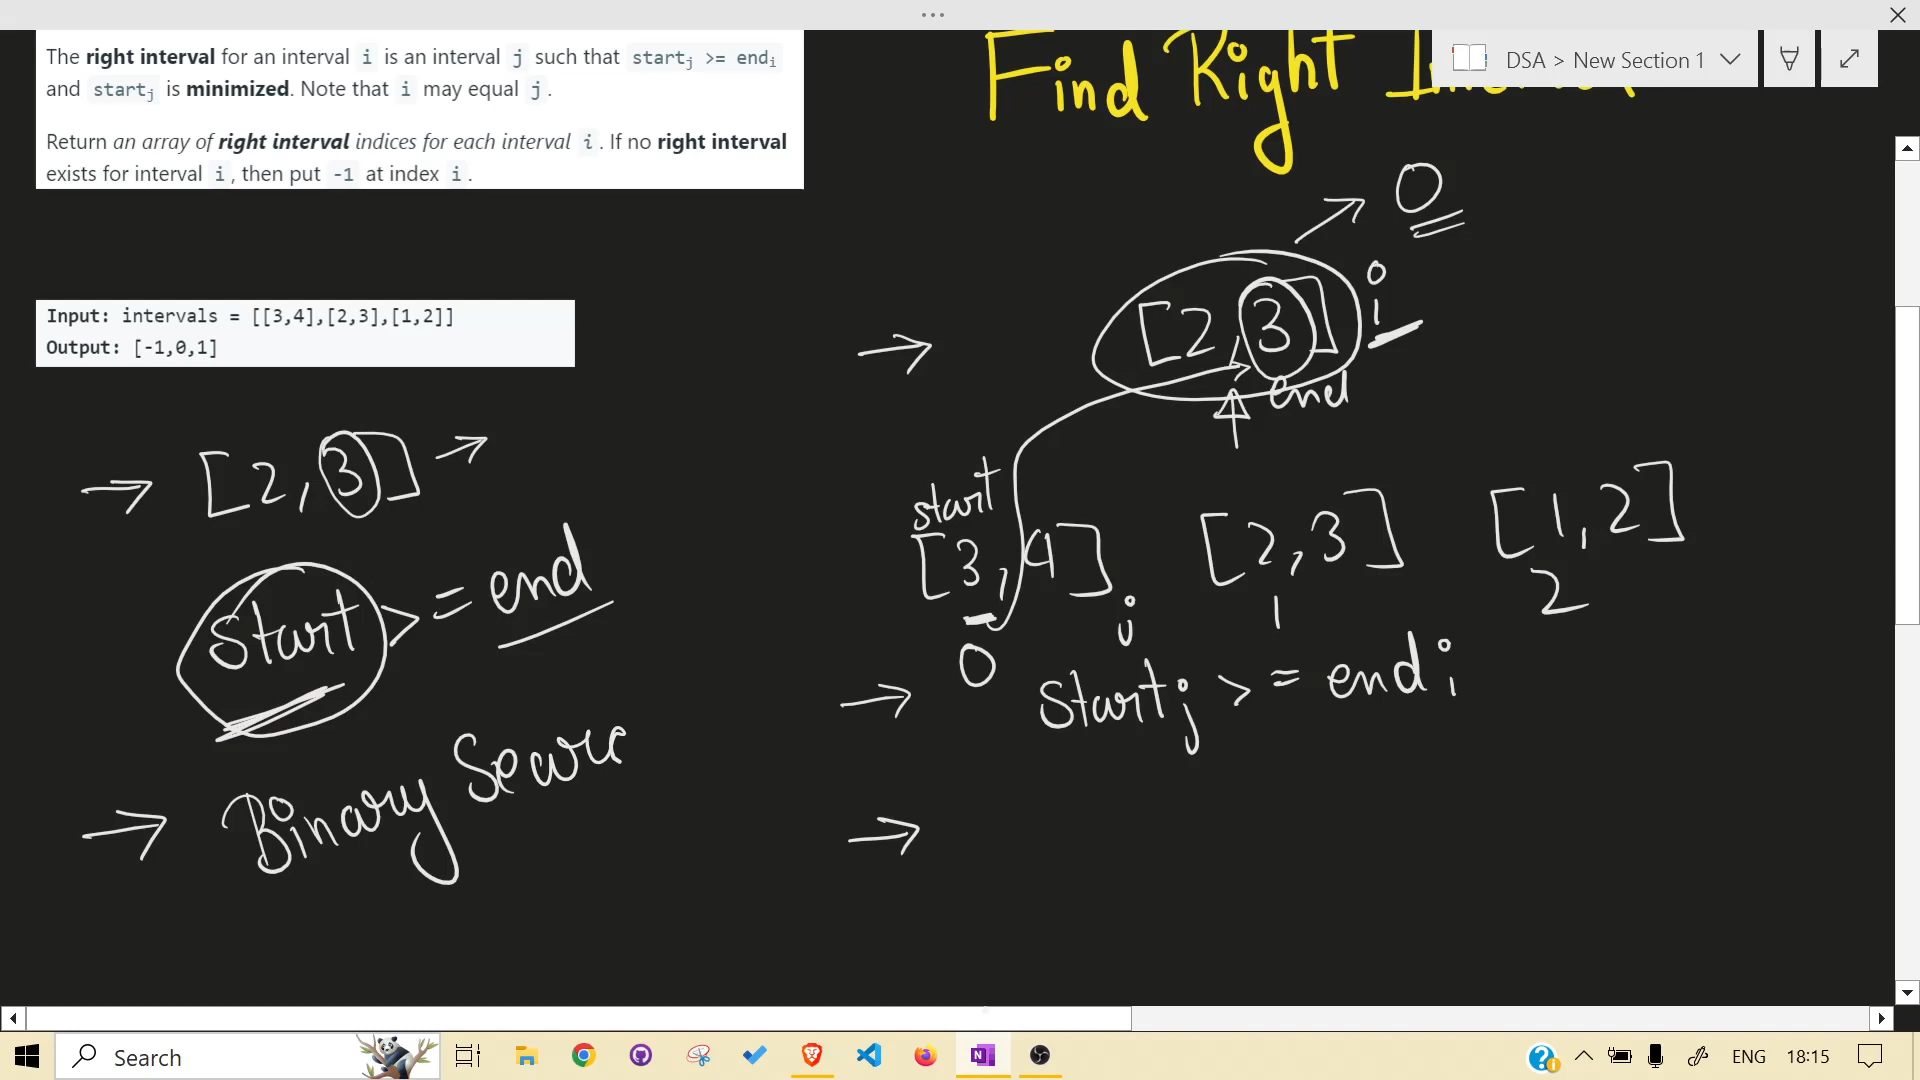 The right interval for an interval i is an interval j such that startj >= endi
and startj is minimized. Note that i may equal j.
Return an array of right interval indices for each interval i. If no right interval
exists for interval i, then put -1 at index i.
Find Right
DSA > New Section 1
Input: intervals = [[3,4],[2,3],[1,2]]
Output: [-1,0,1]
0
[2, 3] i
end
[2, 3]
start
[3, 4] j [2, 3] [1, 2]
0 1 2
start >= end
startj >= endi
Binary Searc
Search
ENG 18:15